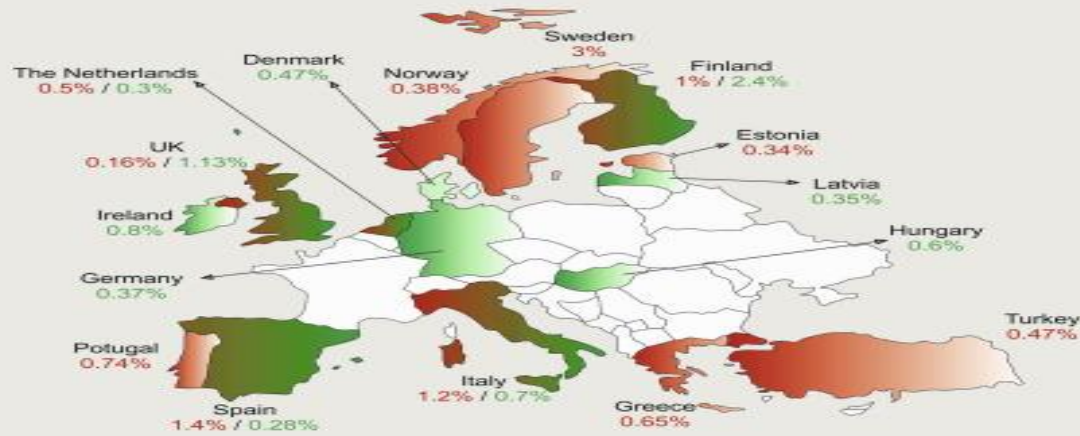 Sweden
3%
Denmark
0.47%
The Netherlands
0.5% / 0.3%
Norway
0.38%
Finland
1% / 2.4%
Estonia
0.34%
UK
0.16% / 1.13%
Latvia
0.35%
Ireland
0.8%
Hungary
0.6%
Germany
0.37%
Turkey
0.47%
Potugal
0.74%
Italy
1.2% / 0.7%
Spain
1.4% / 0.28%
Greece
0.65%